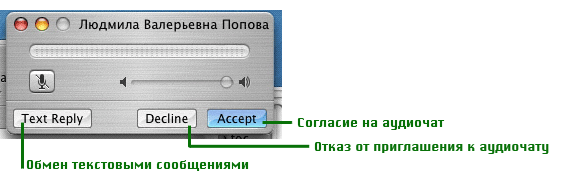 Людмила Валерьевна Попова
Text Reply
Decline
Accept
Согласие на аудиочат
Отказ от приглашения к аудиочату
Обмен текстовыми сообщениями